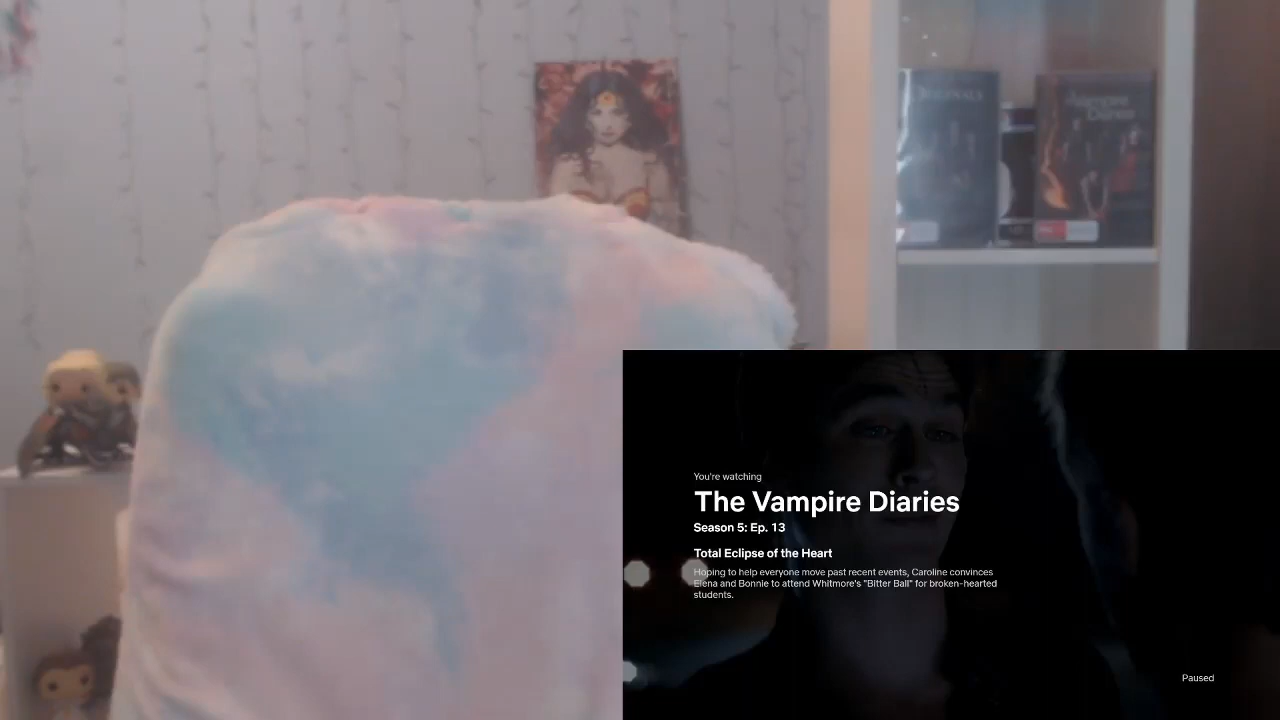 Vampire
Diaries
You're watching
The Vampire Diaries
Season 5: Ep. 13
Total Eclipse of the Heart
Hoping to help everyone move past recent events, Caroline convinces
Elena and Bonnie to attend Whitmore's "Bitter Ball" for broken-hearted
students.
Paused